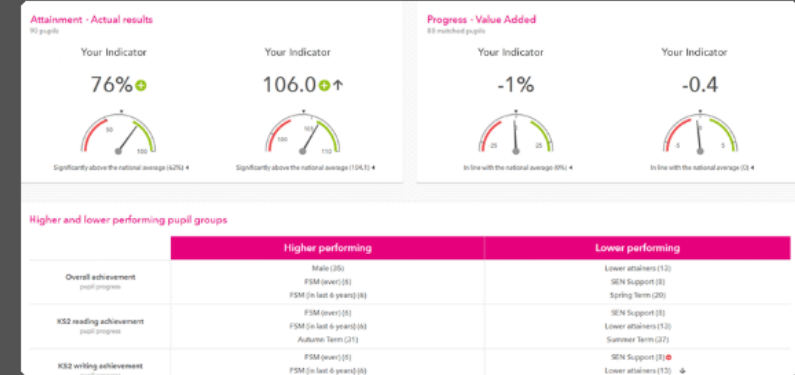 Attainment - Actual results
90 pupils
Your Indicator
76%
50
100
Significantly above the national average (62%)
Your Indicator
106.0
100
105
110
Significantly above the national average (104.1)
Progress - Value Added
88 matched pupils
Your Indicator
-1%
25
25
In line with the national average (0%)
Your Indicator
-0.4
5
5
In line with the national average (0)
Higher and lower performing pupil groups
Higher performing
Lower performing
Overall achievement
pupil progress
Male (35)
FSM (ever) (6)
FSM (in last 6 years) (6)
Lower attainers (13)
SEN Support (8)
Spring Term (20)
KS2 reading achievement
pupil progress
FSM (ever) (6)
FSM (in last 6 years) (6)
Autumn Term (31)
SEN Support (8)
Lower attainers (13)
Summer Term (37)
KS2 writing achievement
FSM (ever) (6)
FSM (in last 6 years) (6)
SEN Support (8)
Lower attainers (13)